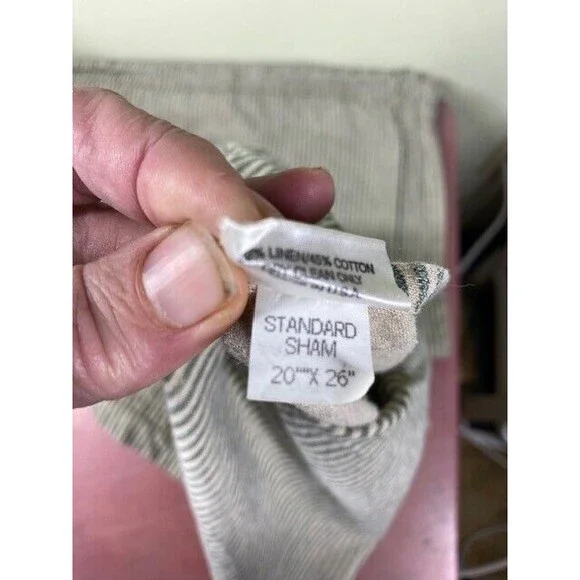 % LINEN/45% COTTON
CLEAN ONLY
U.S.A.
STANDARD
SHAM
20""X 26"